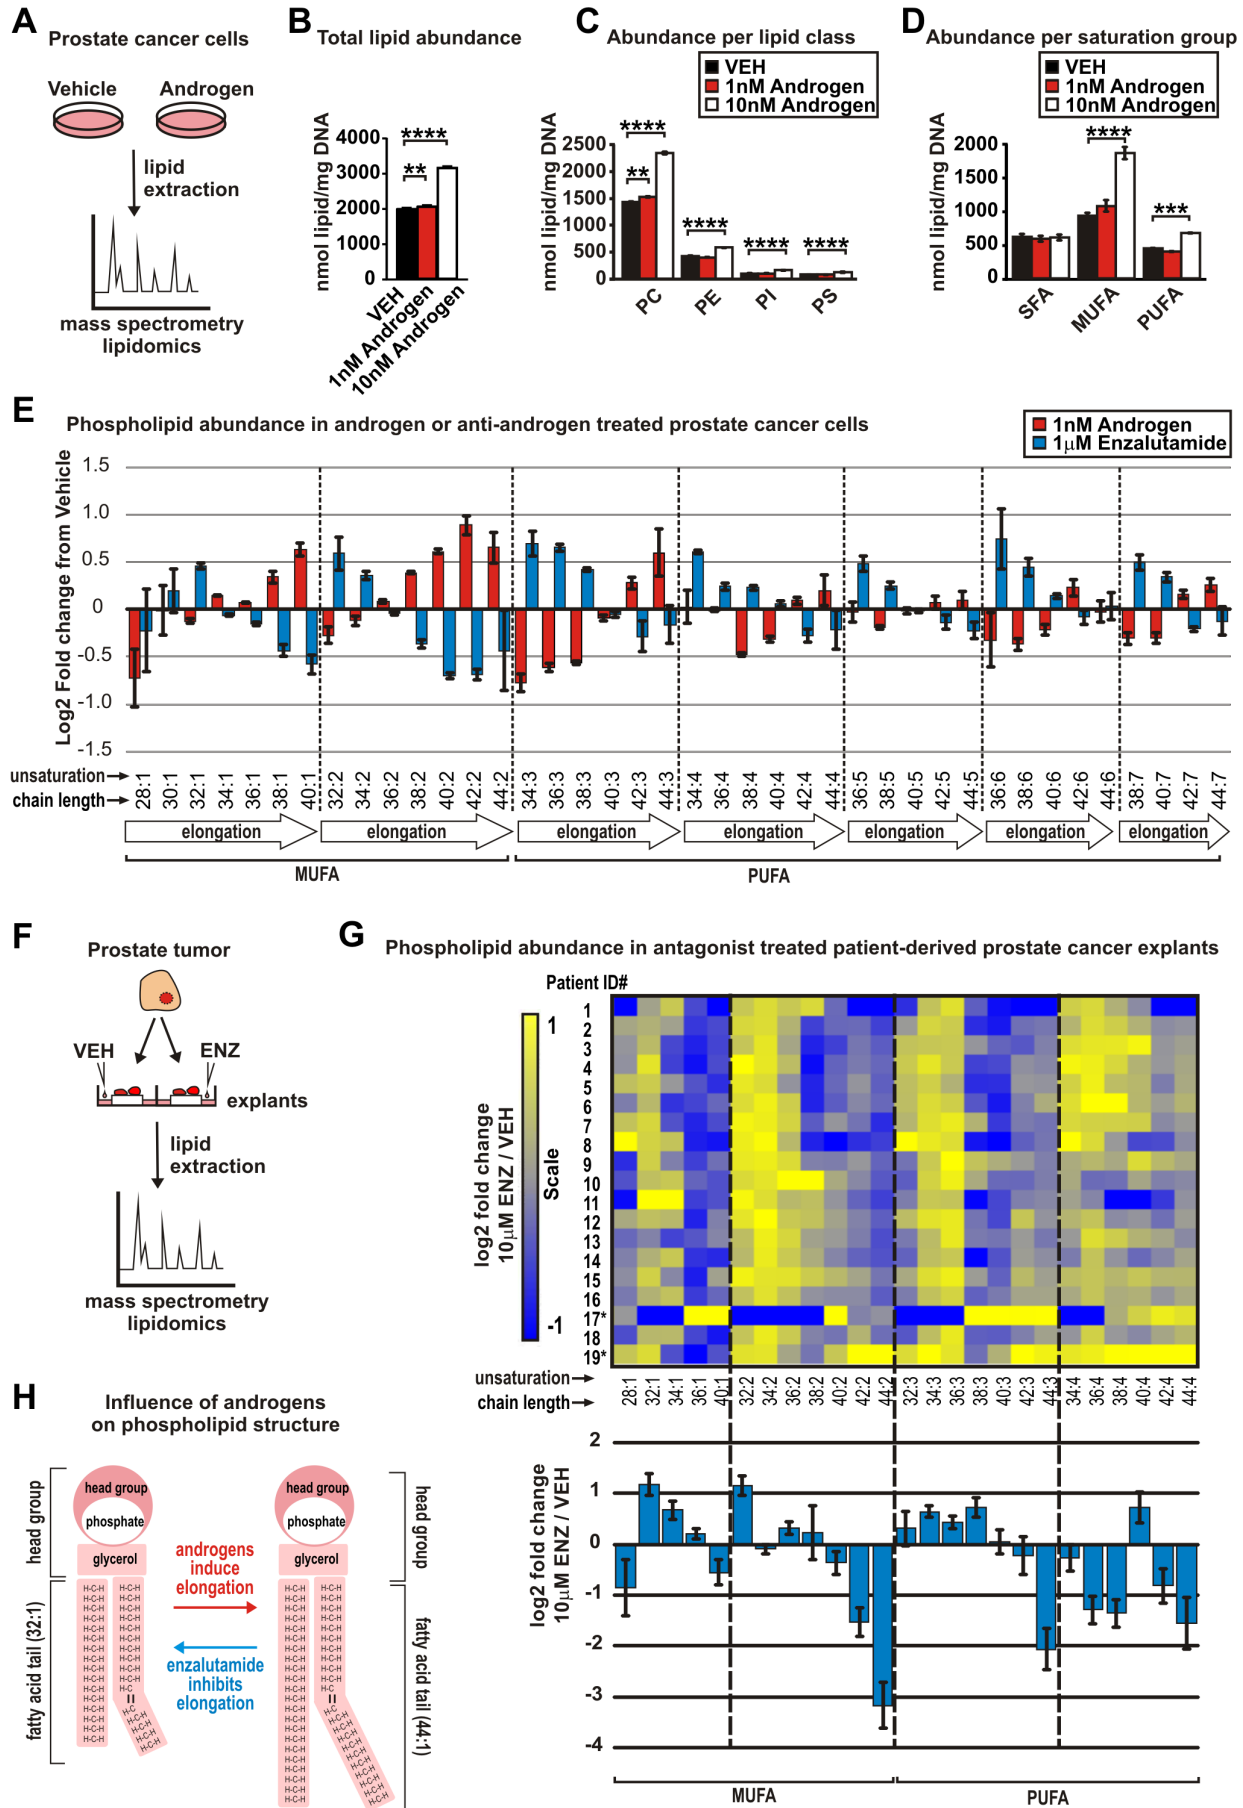 A
Prostate cancer cells
Vehicle
Androgen
lipid
extraction
mass spectrometry
lipidomics
B
Total lipid abundance
nmol lipid/mg DNA
4000
3000
2000
1000
0
****
**
VEH
1nM Androgen
10nM Androgen
C
Abundance per lipid class
VEH
1nM Androgen
10nM Androgen
nmol lipid/mg DNA
2500
2000
1500
1000
500
0
****
**
****
****
****
PC
PE
PI
PS
D
Abundance per saturation group
VEH
1nM Androgen
10nM Androgen
nmol lipid/mg DNA
2000
1500
1000
500
0
****
***
SFA
MUFA
PUFA
E
Phospholipid abundance in androgen or anti-androgen treated prostate cancer cells
1nM Androgen
1μM Enzalutamide
Log2 Fold change from Vehicle
1.5
1.0
0.5
0
-0.5
-1.0
-1.5
unsaturation
chain length
28:1 30:1 32:1 34:1 36:1 38:1 40:1 32:2 34:2 36:2 38:2 40:2 42:2 44:2 34:3 36:3 38:3 40:3 42:3 44:3 34:4 36:4 38:4 40:4 42:4 44:4 36:5 38:5 40:5 42:5 44:5 36:6 38:6 40:6 42:6 44:6 38:7 40:7 42:7 44:7
elongation elongation elongation elongation elongation elongation elongation
MUFA
PUFA
F
Prostate tumor
VEH
ENZ
explants
lipid
extraction
mass spectrometry
lipidomics
G
Phospholipid abundance in antagonist treated patient-derived prostate cancer explants
Patient ID#
1
2
3
4
5
6
7
8
9
10
11
12
13
14
15
16
17*
18
19*
log2 fold change
10μM ENZ / VEH
Scale
1
-1
unsaturation
chain length
28:1 32:1 34:1 36:1 40:1 32:2 34:2 36:2 38:2 40:2 42:2 44:2 32:3 34:3 36:3 38:3 40:3 42:3 44:3 34:4 36:4 38:4 40:4 42:4 44:4
log2 fold change
10μM ENZ / VEH
2
1
0
-1
-2
-3
-4
MUFA
PUFA
H
Influence of androgens
on phospholipid structure
head group
fatty acid tail (32:1)
head group
phosphate
glycerol
androgens
induce
elongation
enzalutamide
inhibits
elongation
head group
phosphate
glycerol
head group
fatty acid tail (44:1)